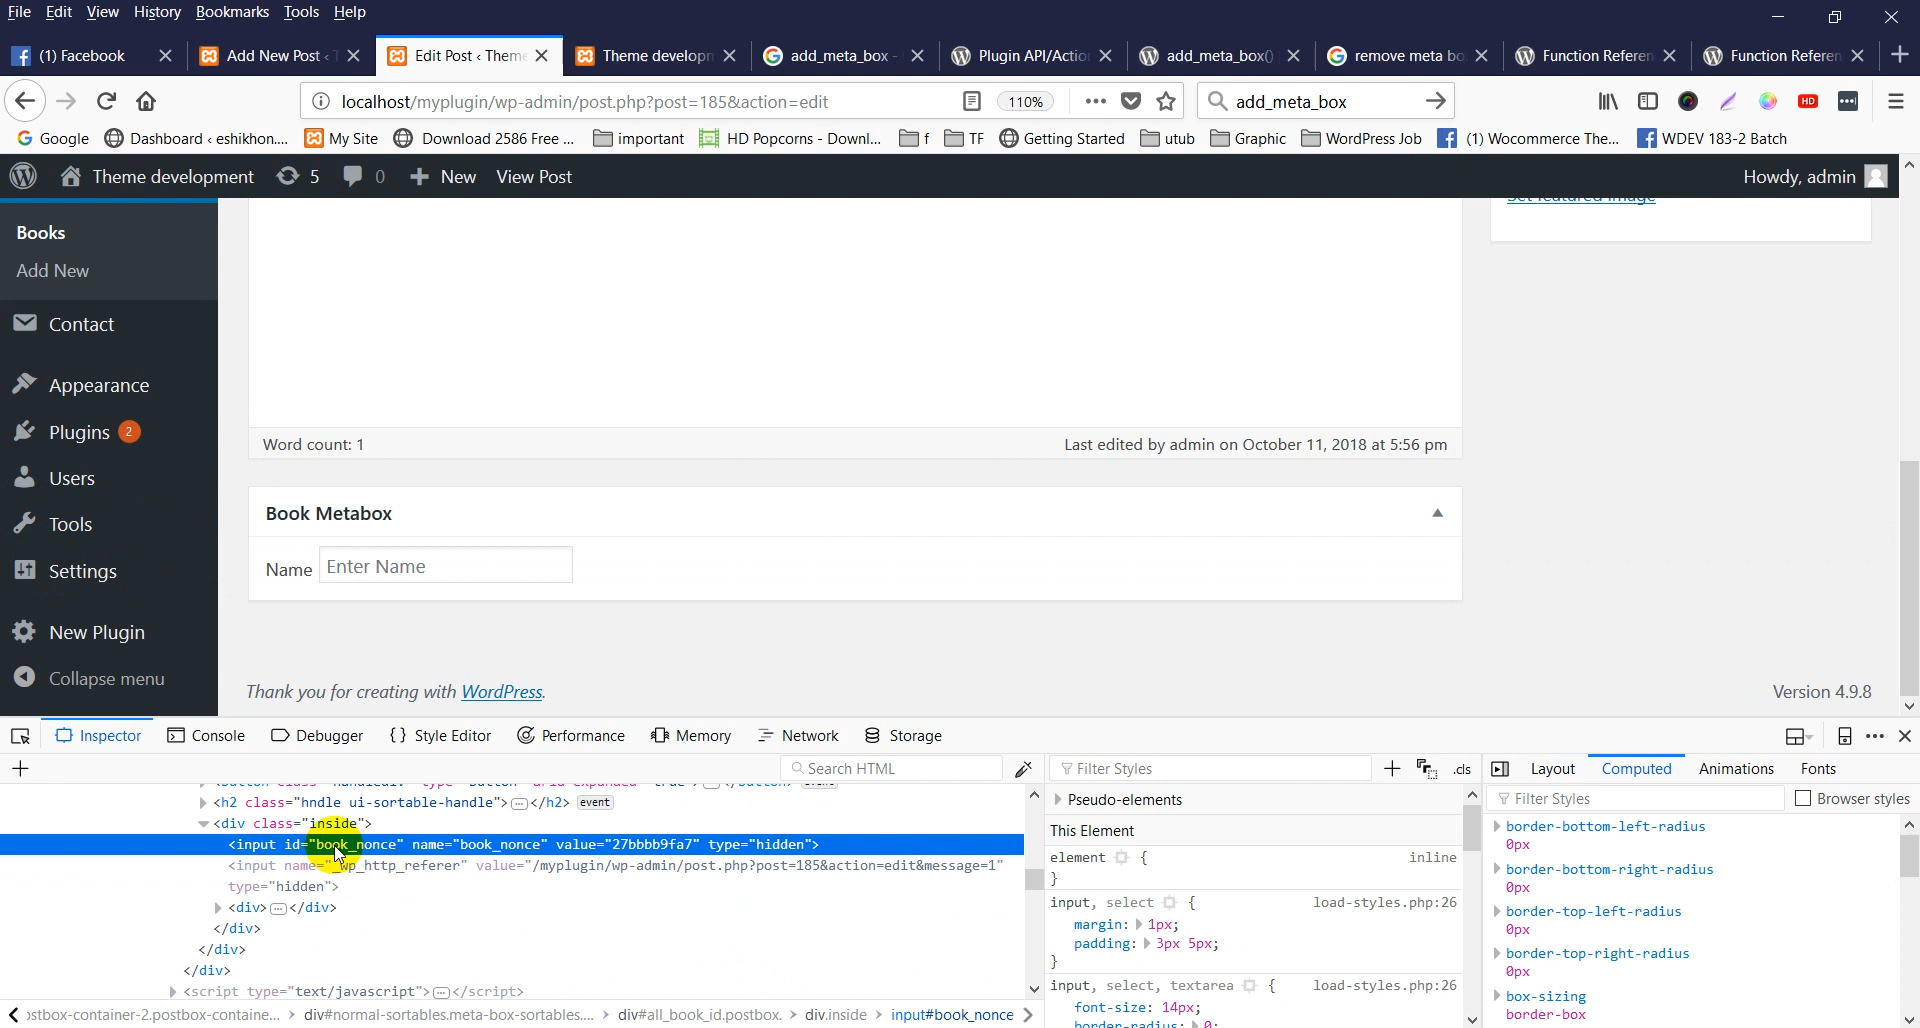 File Edit View History Bookmarks Tools Help
(1) Facebook
Add New Post ‹
Edit Post ‹ Theme
Theme develop
add_meta_box -
Plugin API/Actio
add_meta_box()
remove meta bo
Function Referen
Function Referen
localhost/myplugin/wp-admin/post.php?post=185&action=edit 110% add_meta_box
HD
Google Dashboard ‹ eshikhon.... My Site Download 2586 Free ... important HD Popcorns - Downl... f TF Getting Started utub Graphic WordPress Job (1) Wocommerce The... WDEV 183-2 Batch
Theme development 5 0 New View Post Howdy, admin
Set featured image
Books
Add New
Contact
Appearance
Plugins 2
Users
Tools
Settings
New Plugin
Collapse menu
Word count: 1 Last edited by admin on October 11, 2018 at 5:56 pm
Book Metabox
Name Enter Name
Thank you for creating with WordPress. Version 4.9.8
Inspector Console Debugger {} Style Editor Performance Memory Network Storage
Search HTML
<h2 class="hndle ui-sortable-handle"></h2> event
<div class="inside">
<input id="book_nonce" name="book_nonce" value="27bbbb9fa7" type="hidden">
<input name="_wp_http_referer" value="/myplugin/wp-admin/post.php?post=185&action=edit&message=1"
type="hidden">
<div></div>
</div>
</div>
</div>
<script type="text/javascript"></script>
ostbox-container-2.postbox-containe... div#normal-sortables.meta-box-sortables.... div#all_book_id.postbox. div.inside input#book_nonce
Filter Styles .cls
Pseudo-elements
This Element
element { inline
}
input, select { load-styles.php:26
margin: 1px;
padding: 3px 5px;
}
input, select, textarea { load-styles.php:26
font-size: 14px;
border-radius: 0;
Layout Computed Animations Fonts
Filter Styles Browser styles
border-bottom-left-radius
0px
border-bottom-right-radius
0px
border-top-left-radius
0px
border-top-right-radius
0px
box-sizing
border-box